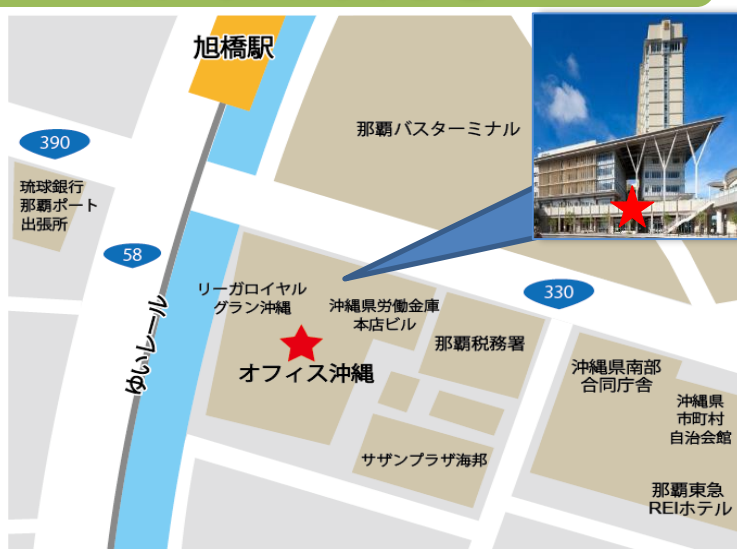 旭橋駅
那覇バスターミナル
390
琉球銀行
那覇ポート
出張所
58
ゆいレール
リーガロイヤル
グラン沖縄
沖縄県労働金庫
本店ビル
330
那覇税務署
オフィス沖縄
沖縄県南部
合同庁舎
沖縄県
市町村
自治会館
サザンプラザ海邦
那覇東急
REIホテル